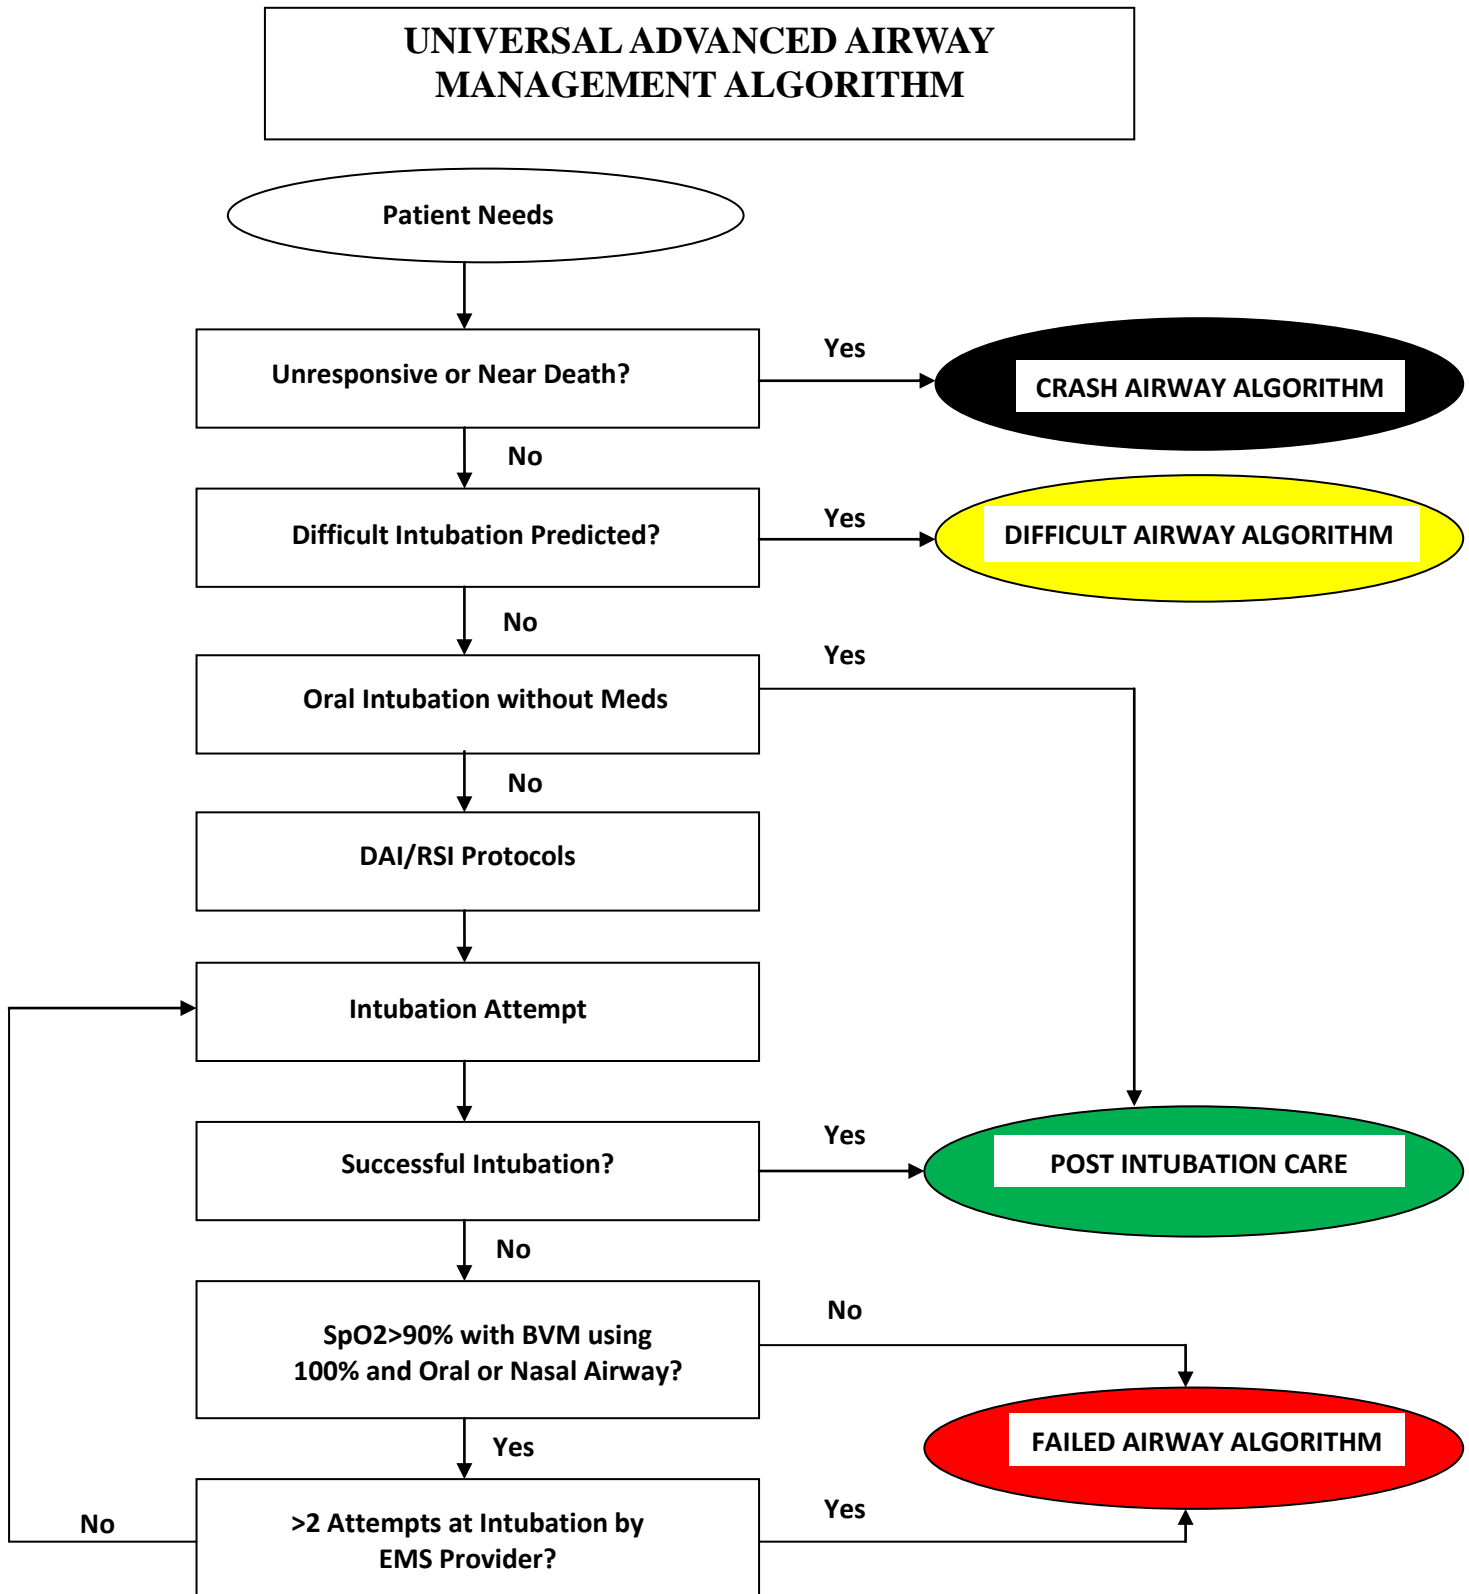 UNIVERSAL ADVANCED AIRWAY
MANAGEMENT ALGORITHM
Patient Needs
Unresponsive or Near Death?
Yes
CRASH AIRWAY ALGORITHM
No
Difficult Intubation Predicted?
Yes
DIFFICULT AIRWAY ALGORITHM
No
Oral Intubation without Meds
Yes
No
DAI/RSI Protocols
Intubation Attempt
Successful Intubation?
Yes
POST INTUBATION CARE
No
SpO2>90% with BVM using
100% and Oral or Nasal Airway?
No
FAILED AIRWAY ALGORITHM
Yes
>2 Attempts at Intubation by
EMS Provider?
Yes
No